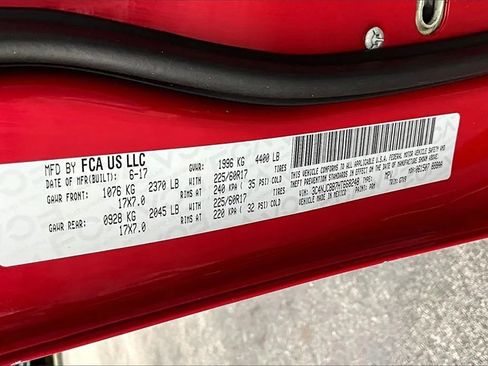 MFD BY FCA US LLC
DATE OF MFR(BUILT): 6-17 GVWR: 1996 KG 4400 LB
GAWR FRONT: 1076 KG 2370 LB WITH 225/60R17
17X7.0 RIMS AT 240 KPA ( 35 PSI) COLD
GAWR REAR: 0928 KG 2045 LB WITH 225/60R17
17X7.0 RIMS AT 220 KPA ( 32 PSI) COLD
THIS VEHICLE CONFORMS TO ALL APPLICABLE U.S.A. FEDERAL MOTOR VEHICLE SAFETY AND
THEFT PREVENTION STANDARDS IN EFFECT ON THE DATE OF MANUFACTURE SHOWN ABOVE.
TYPE: MPV
VEHICLE MADE IN MEXICO